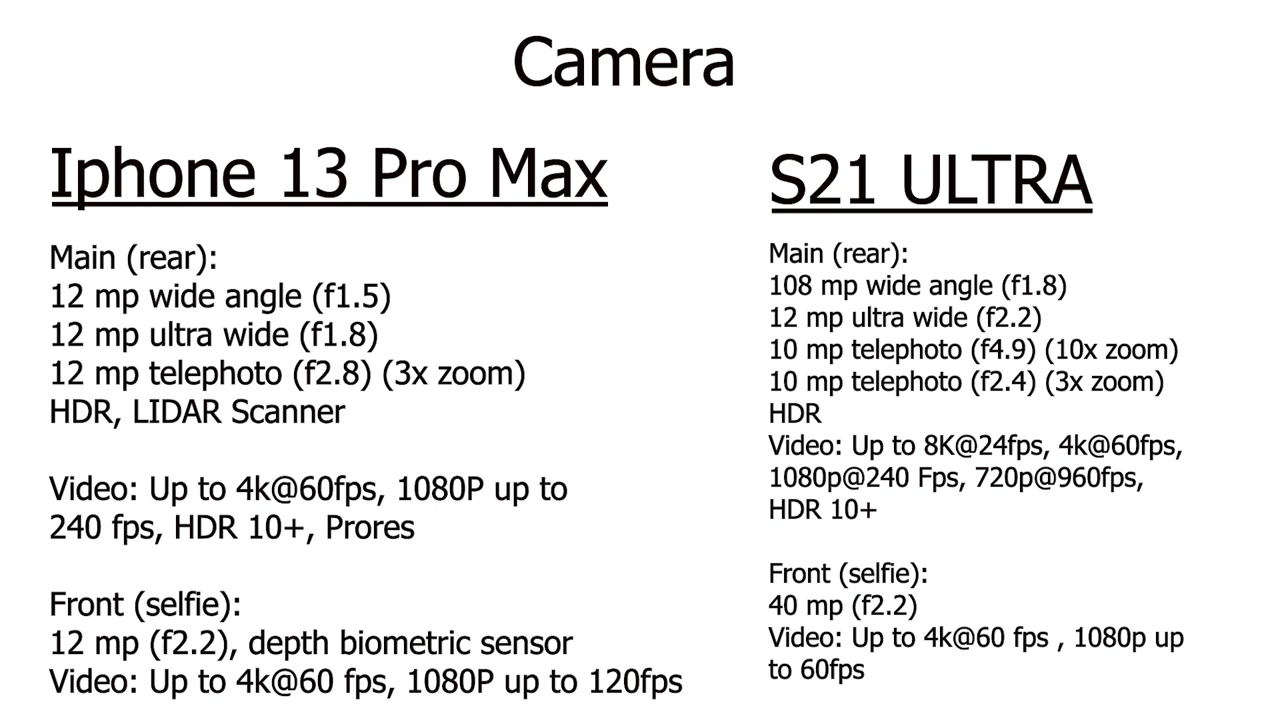 Camera
Iphone 13 Pro Max
Main (rear):
12 mp wide angle (f1.5)
12 mp ultra wide (f1.8)
12 mp telephoto (f2.8) (3x zoom)
HDR, LIDAR Scanner
Video: Up to 4k@60fps, 1080P up to
240 fps, HDR 10+, Prores
Front (selfie):
12 mp (f2.2), depth biometric sensor
Video: Up to 4k@60 fps, 1080P up to 120fps
S21 ULTRA
Main (rear):
108 mp wide angle (f1.8)
12 mp ultra wide (f2.2)
10 mp telephoto (f4.9) (10x zoom)
10 mp telephoto (f2.4) (3x zoom)
HDR
Video: Up to 8K@24fps, 4k@60fps,
1080p@240 Fps, 720p@960fps,
HDR 10+
Front (selfie):
40 mp (f2.2)
Video: Up to 4k@60 fps , 1080p up
to 60fps